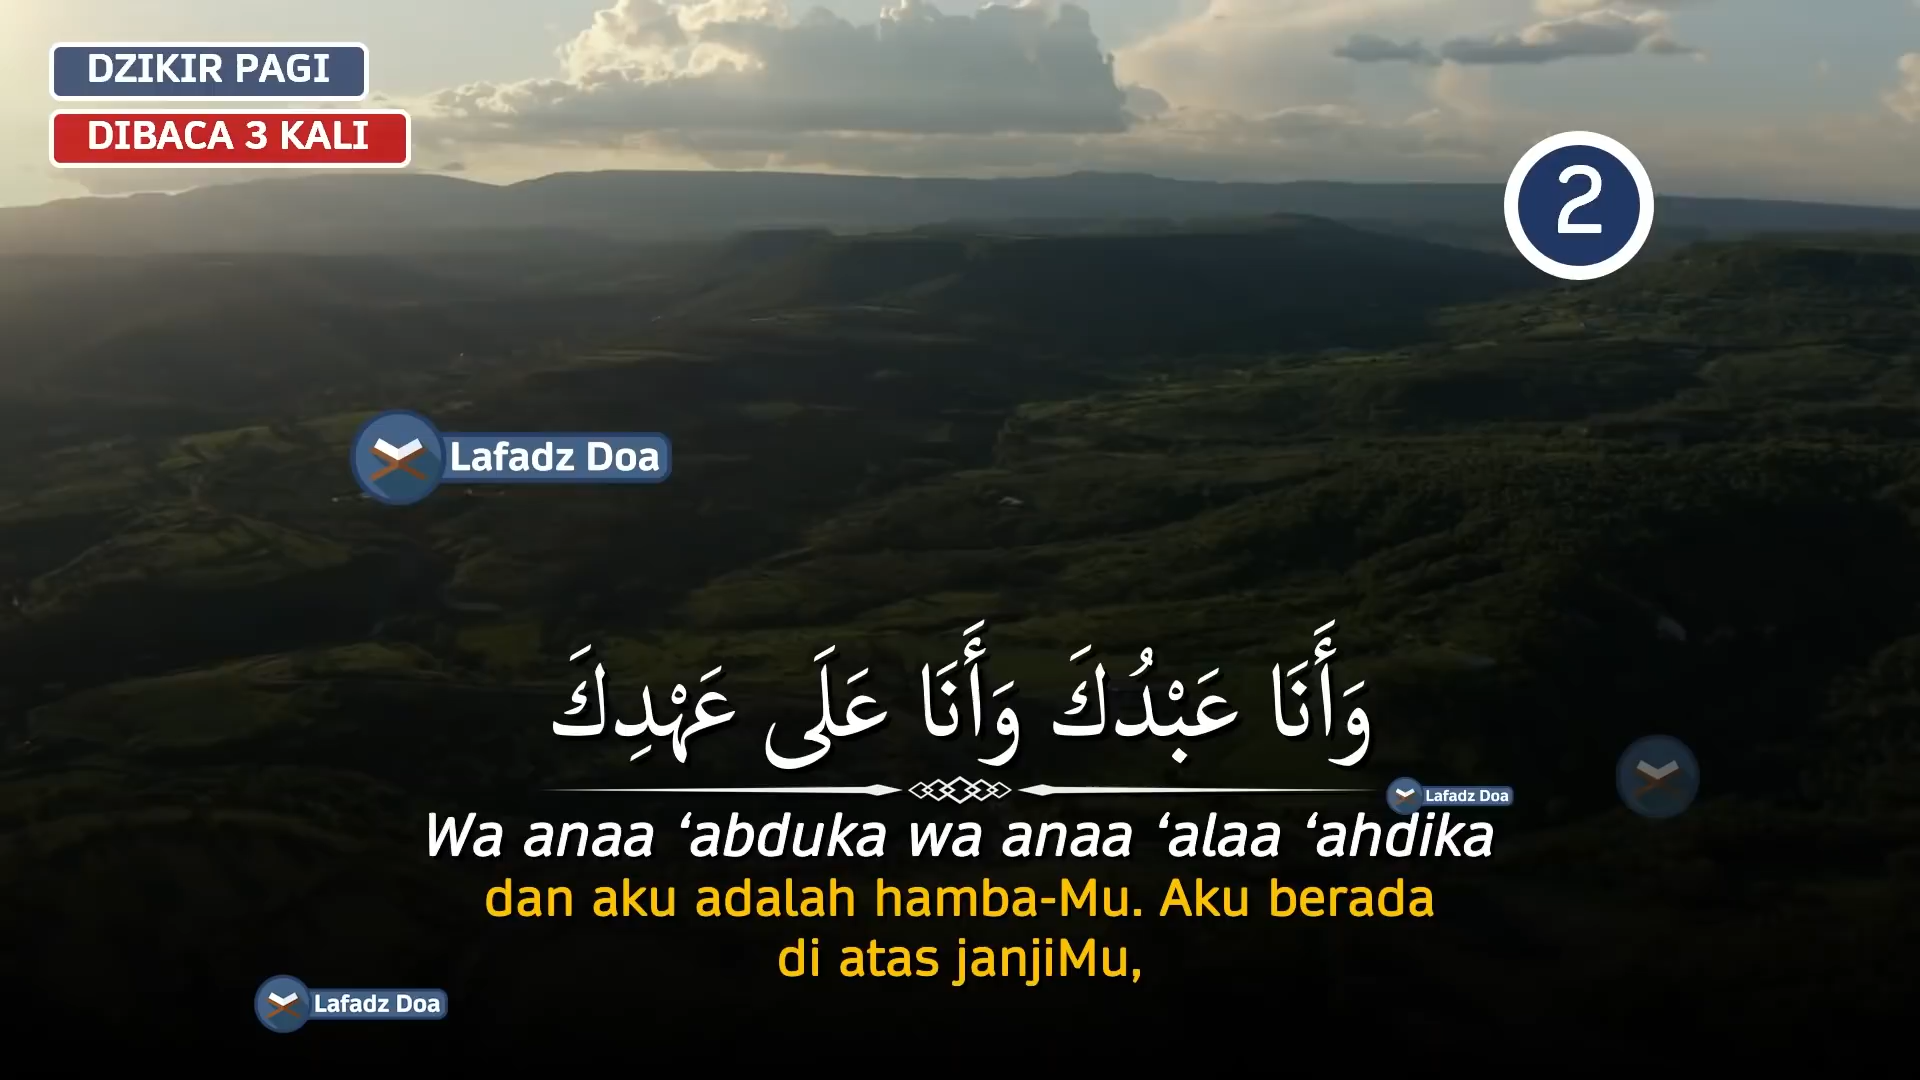 DZIKIR PAGI
DIBACA 3 KALI
2
Lafadz Doa
وَأَنَا عَبْدُكَ وَأَنَا عَلَى عَهْدِكَ
Lafadz Doa
Wa anaa ‘abduka wa anaa ‘alaa ‘ahdika
dan aku adalah hamba-Mu. Aku berada
di atas janjiMu,
Lafadz Doa